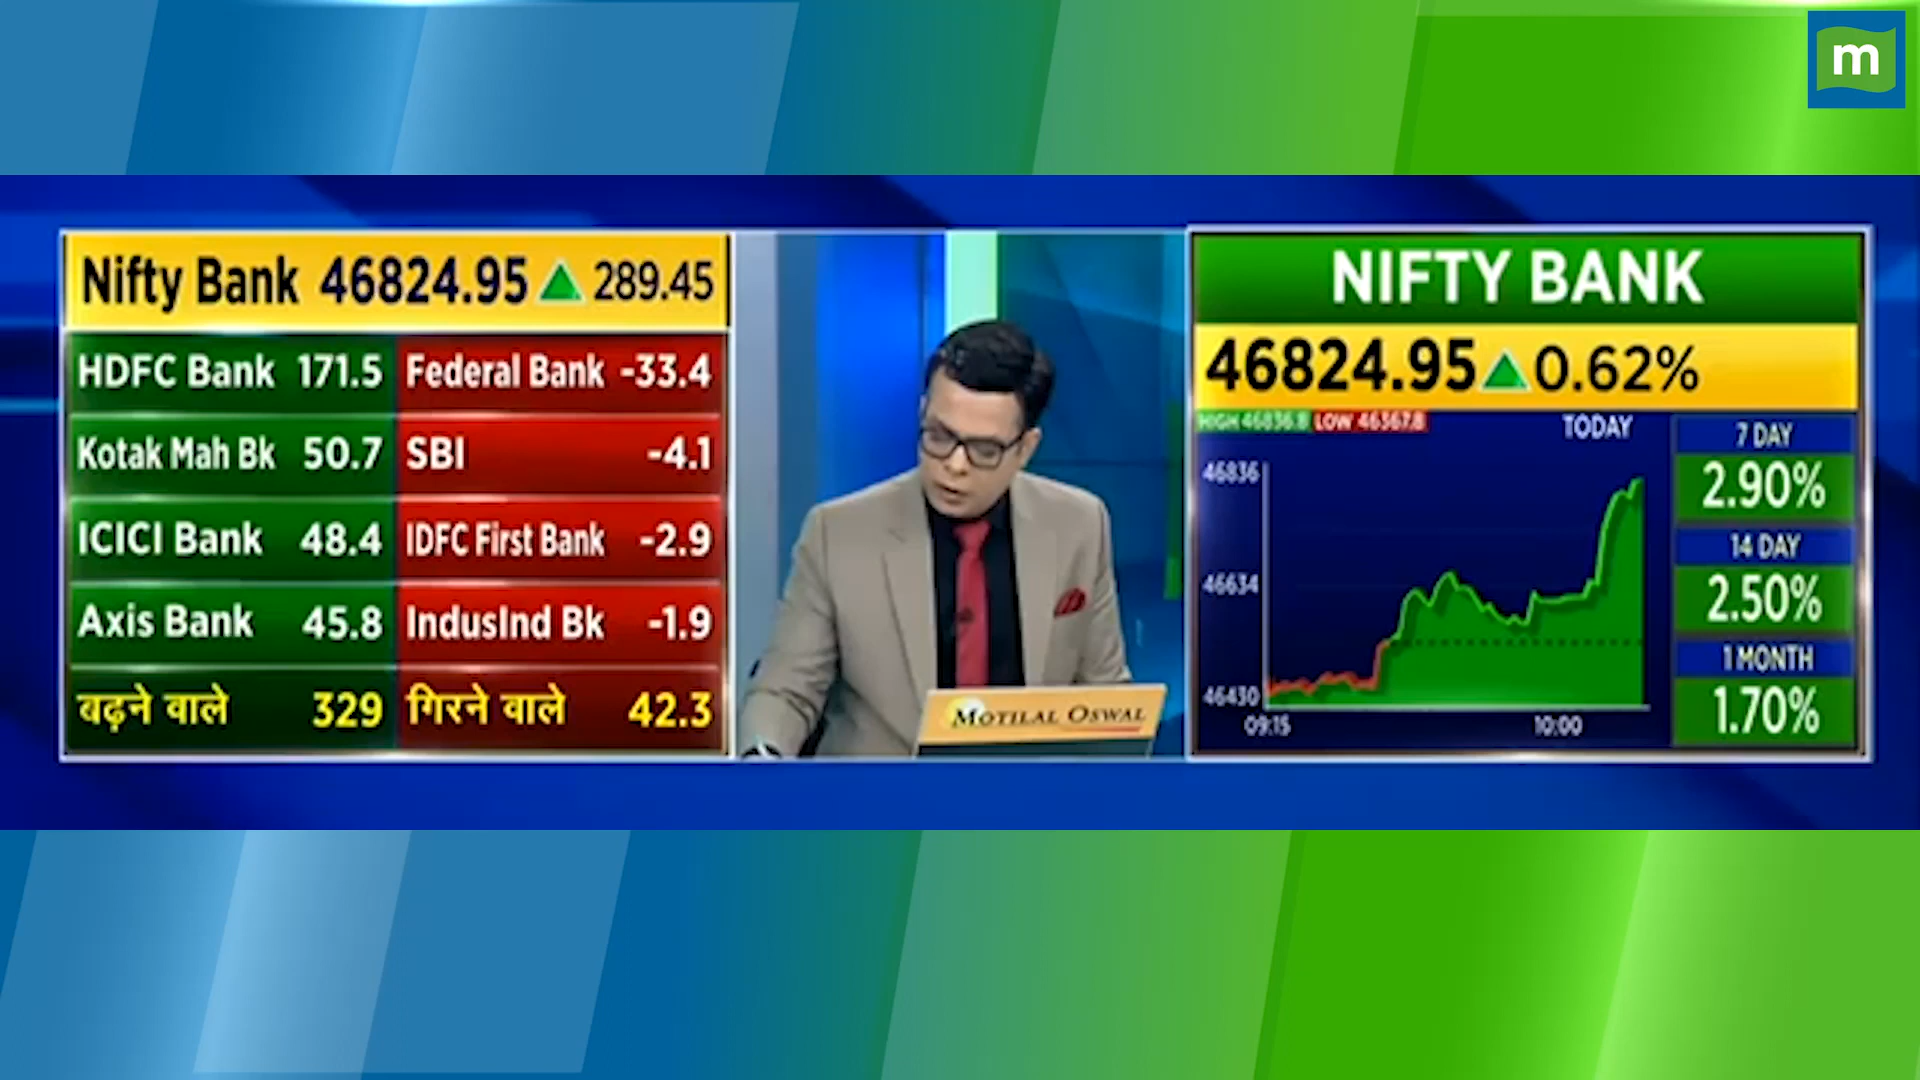 m
Nifty Bank 46824.95 ▲ 289.45
HDFC Bank 171.5 Federal Bank -33.4
Kotak Mah Bk 50.7 SBI -4.1
ICICI Bank 48.4 IDFC First Bank -2.9
Axis Bank 45.8 IndusInd Bk -1.9
बढ़ने वाले 329 गिरने वाले 42.3
MOTILAL OSWAL
NIFTY BANK
46824.95 ▲ 0.62%
HIGH 46836.8 LOW 46367.8
TODAY
46836
46634
46430
09:15 10:00
7 DAY
2.90%
14 DAY
2.50%
1 MONTH
1.70%